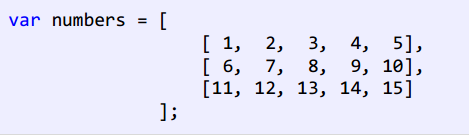 var numbers = [
[ 1, 2, 3, 4, 5],
[ 6, 7, 8, 9, 10],
[11, 12, 13, 14, 15]
];